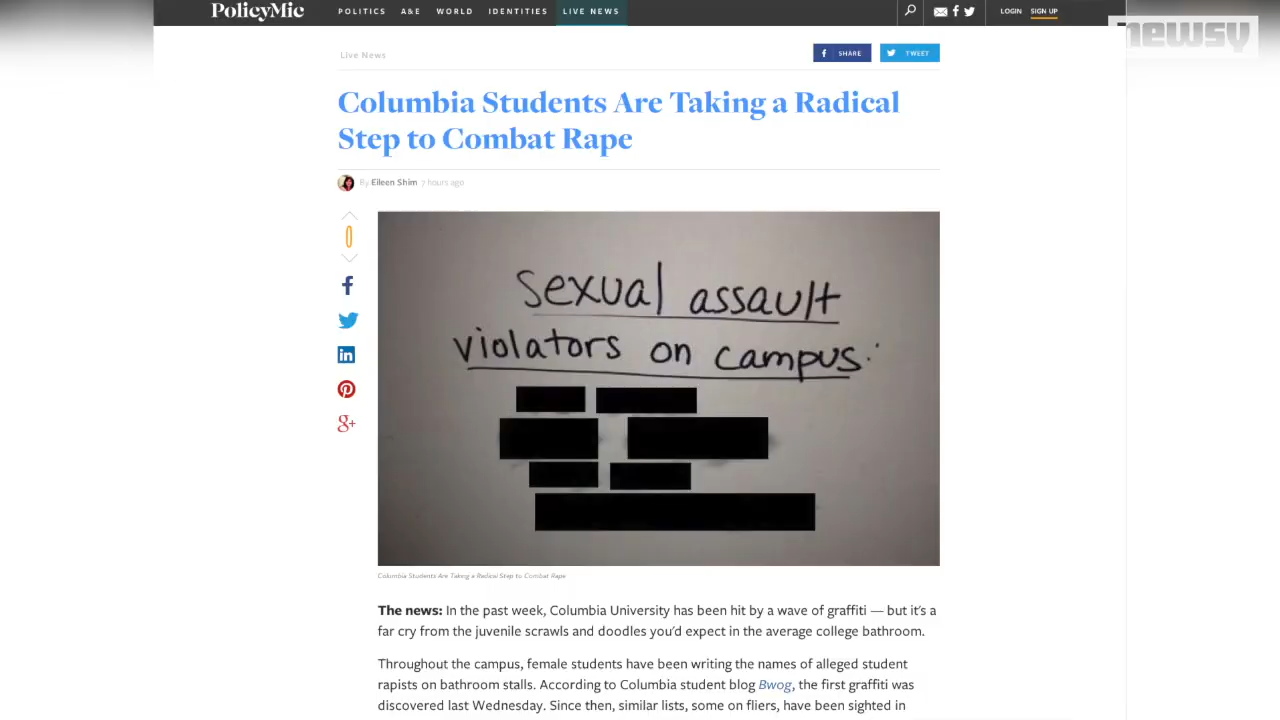 PolicyMic
POLITICS A&E WORLD IDENTITIES LIVE NEWS
LOGIN SIGN UP
newsy
Live News
SHARE TWEET
Columbia Students Are Taking a Radical
Step to Combat Rape
By Eileen Shim 7 hours ago
0
sexual assault
violators on campus:
Columbia Students Are Taking a Radical Step to Combat Rape
The news: In the past week, Columbia University has been hit by a wave of graffiti — but it's a
far cry from the juvenile scrawls and doodles you'd expect in the average college bathroom.
Throughout the campus, female students have been writing the names of alleged student
rapists on bathroom stalls. According to Columbia student blog Bwog, the first graffiti was
discovered last Wednesday. Since then, similar lists, some on fliers, have been sighted in